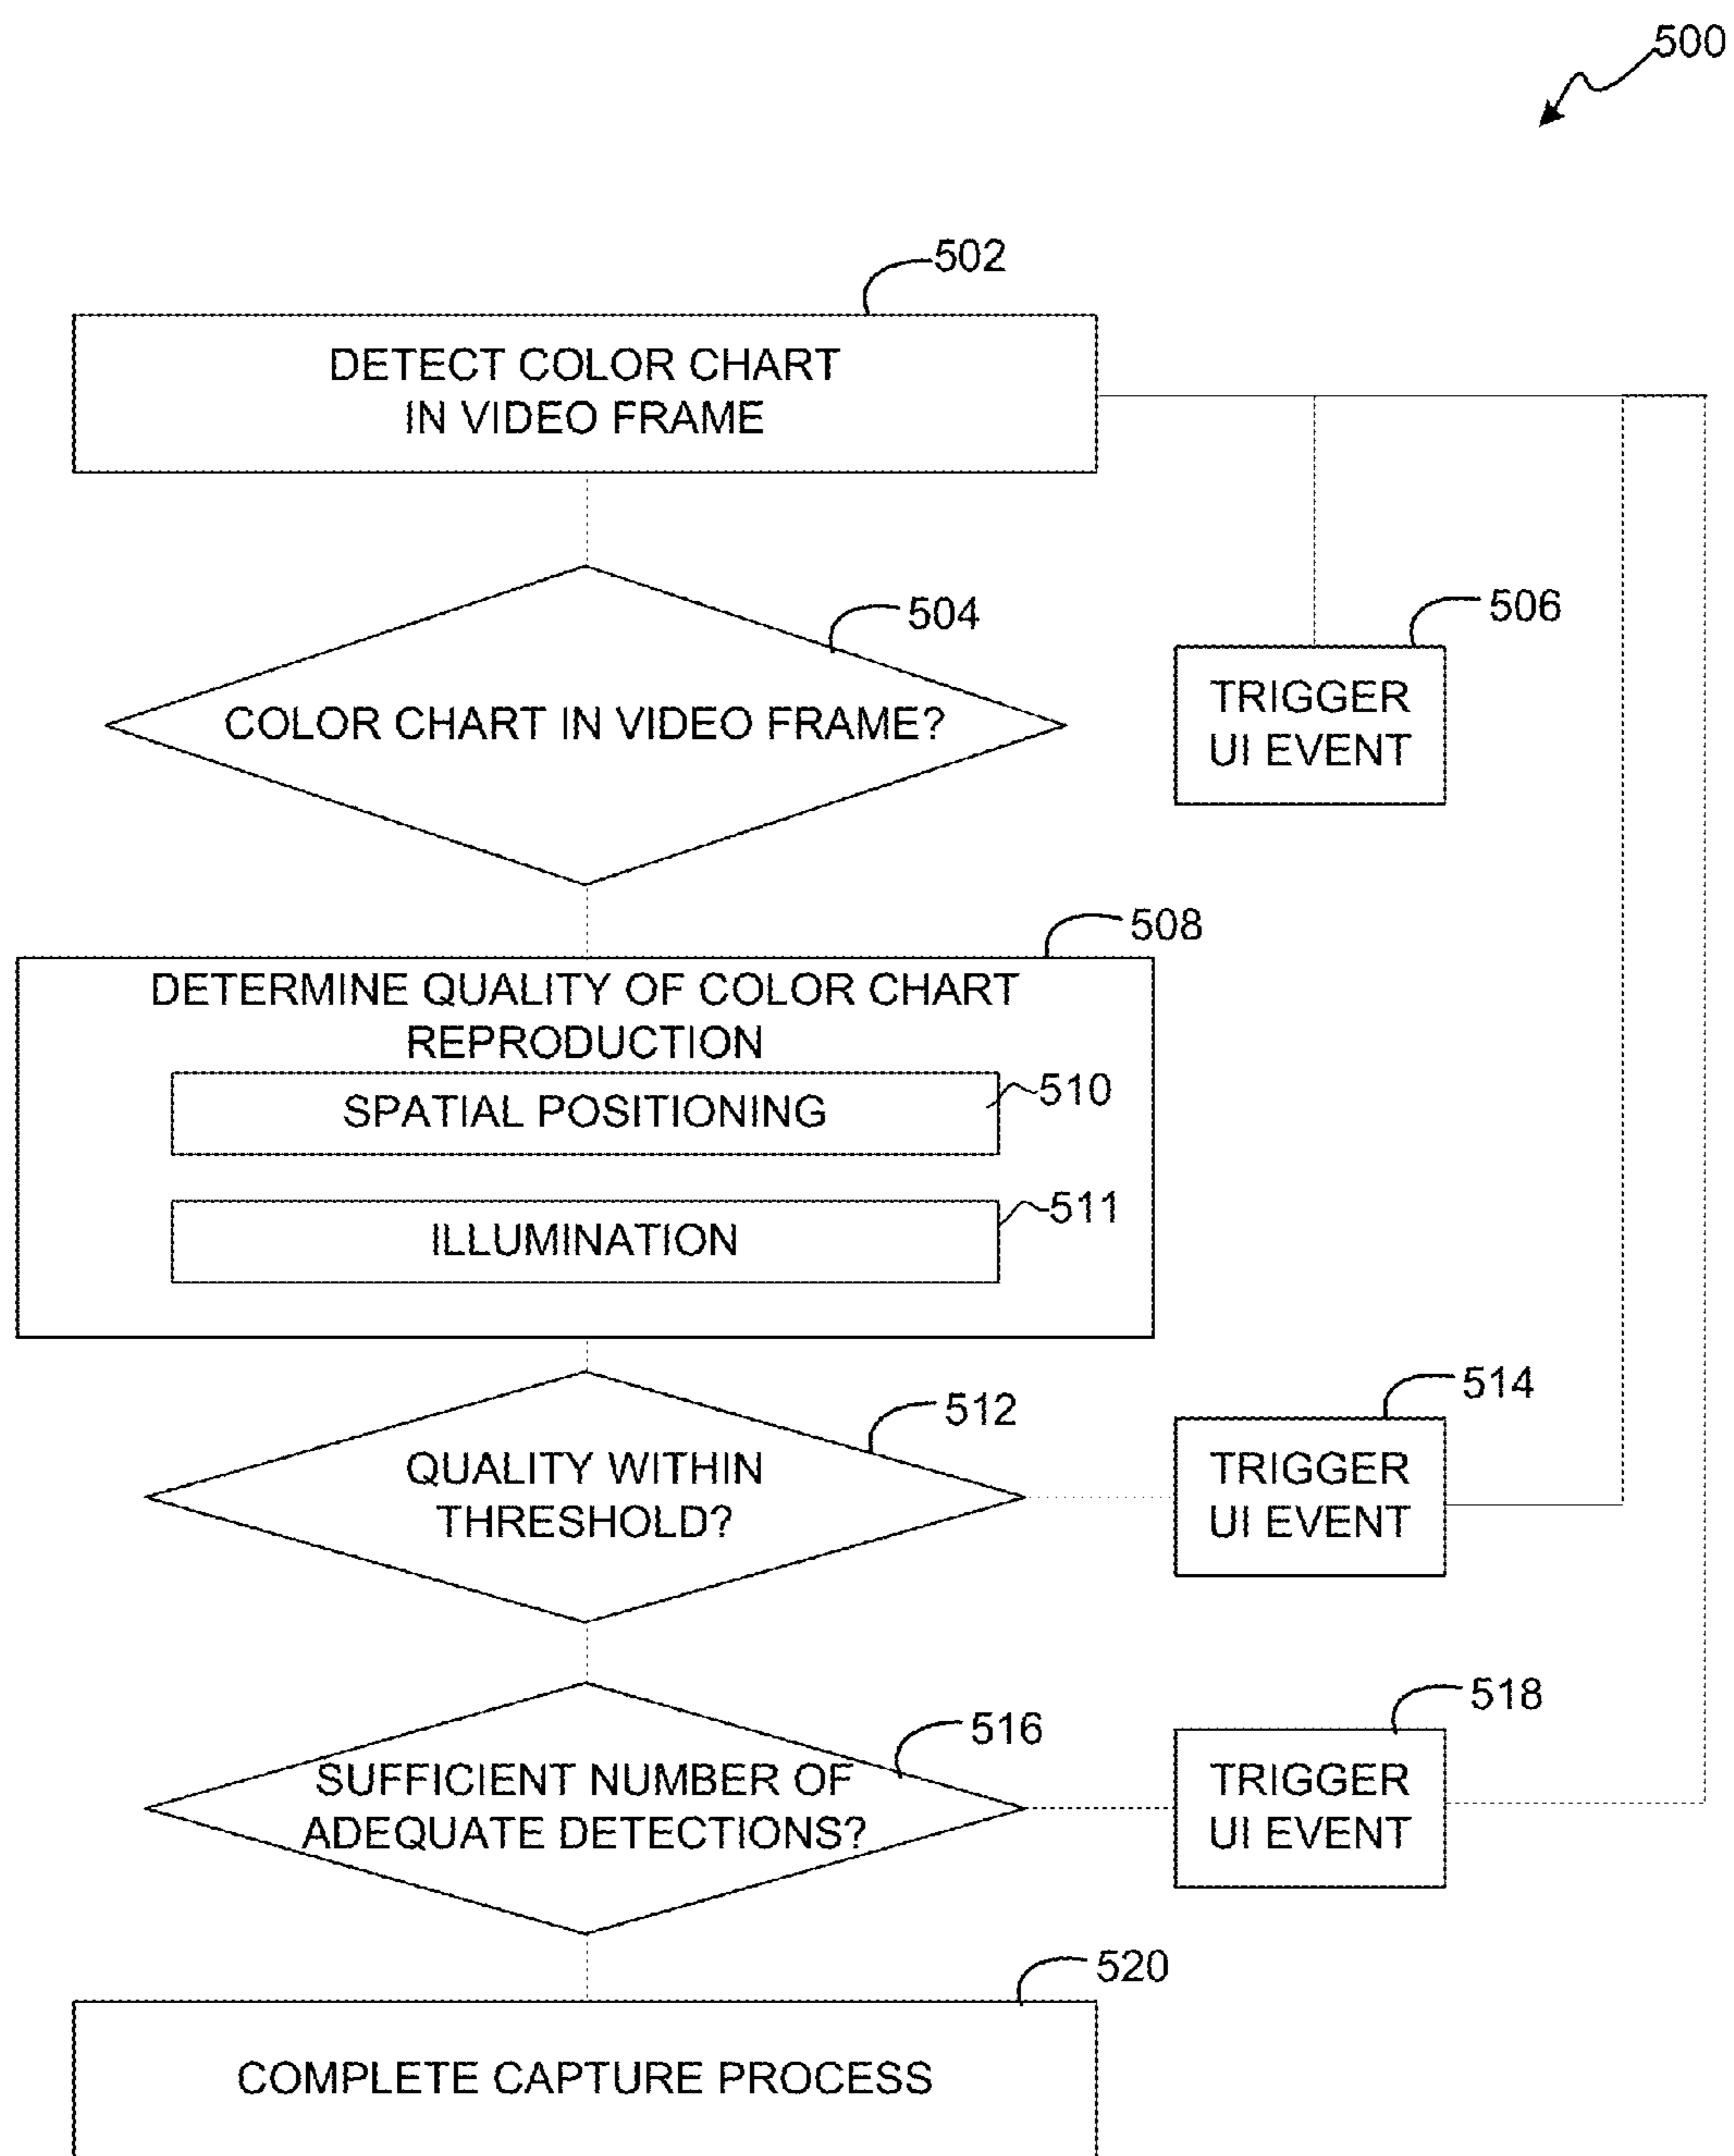 500
502
DETECT COLOR CHART
IN VIDEO FRAME
504
COLOR CHART IN VIDEO FRAME?
506
TRIGGER
UI EVENT
508
DETERMINE QUALITY OF COLOR CHART
REPRODUCTION
SPATIAL POSITIONING
510
ILLUMINATION
511
512
QUALITY WITHIN
THRESHOLD?
514
TRIGGER
UI EVENT
516
SUFFICIENT NUMBER OF
ADEQUATE DETECTIONS?
518
TRIGGER
UI EVENT
520
COMPLETE CAPTURE PROCESS